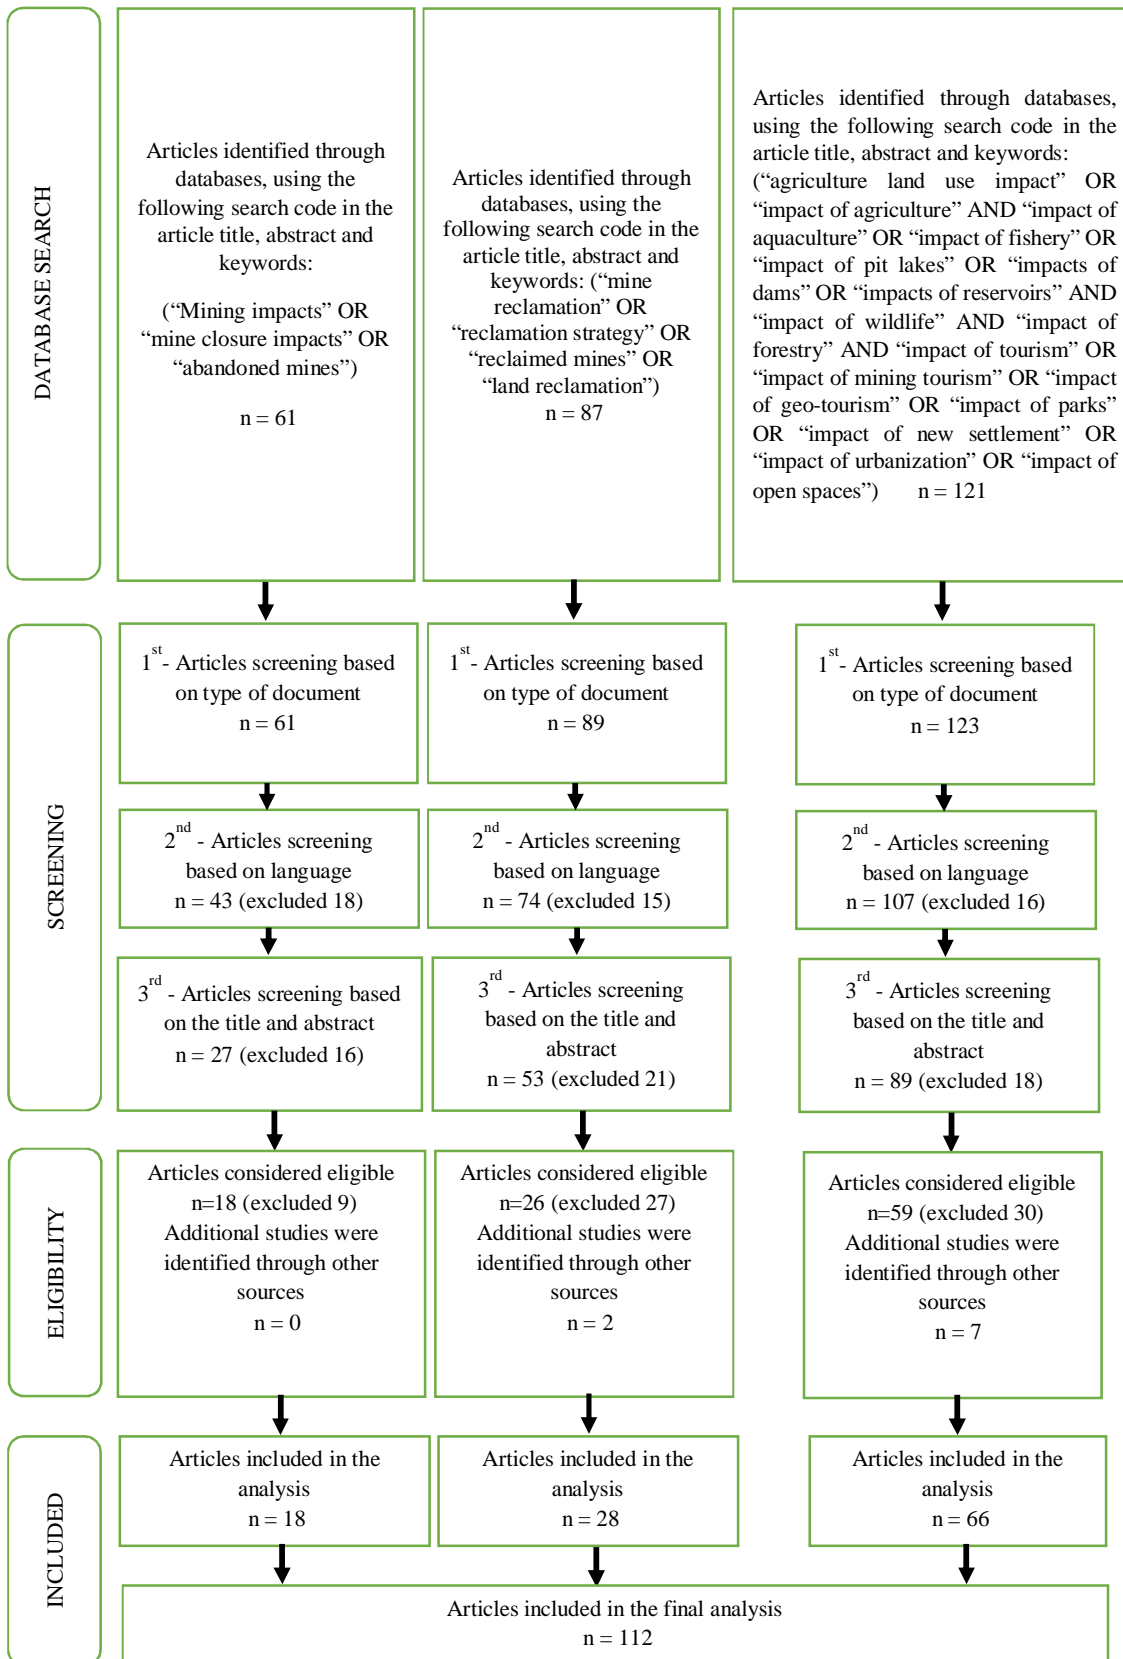 DATABASE SEARCH
Articles identified through
databases, using the
following search code in the
article title, abstract and
keywords:
(“Mining impacts” OR
“mine closure impacts” OR
“abandoned mines”)
n = 61
Articles identified through
databases, using the
following search code in the
article title, abstract and
keywords: (“mine
reclamation” OR
“reclamation strategy” OR
“reclaimed mines” OR
“land reclamation”)
n = 87
Articles identified through databases,
using the following search code in the
article title, abstract and keywords:
(“agriculture land use impact” OR
“impact of agriculture” AND “impact of
aquaculture” OR “impact of fishery” OR
“impact of pit lakes” OR “impacts of
dams” OR “impacts of reservoirs” AND
“impact of wildlife” AND “impact of
forestry” AND “impact of tourism” OR
“impact of mining tourism” OR “impact
of geo-tourism” OR “impact of parks”
OR “impact of new settlement” OR
“impact of urbanization” OR “impact of
open spaces”) n = 121
SCREENING
1st- Articles screening based
on type of document
n = 61
1st- Articles screening based
on type of document
n = 89
1st- Articles screening based
on type of document
n = 123
2nd - Articles screening
based on language
n = 43 (excluded 18)
2nd - Articles screening
based on language
n = 74 (excluded 15)
2nd - Articles screening
based on language
n = 107 (excluded 16)
3rd - Articles screening based
on the title and abstract
n = 27 (excluded 16)
3rd - Articles screening
based on the title and
abstract
n = 53 (excluded 21)
3rd - Articles screening
based on the title and
abstract
n = 89 (excluded 18)
ELIGIBILITY
Articles considered eligible
n=18 (excluded 9)
Additional studies were
identified through other
sources
n = 0
Articles considered eligible
n=26 (excluded 27)
Additional studies were
identified through other
sources
n = 2
Articles considered eligible
n=59 (excluded 30)
Additional studies were
identified through other
sources
n = 7
INCLUDED
Articles included in the
analysis
n = 18
Articles included in the
analysis
n = 28
Articles included in the
analysis
n = 66
Articles included in the final analysis
n = 112